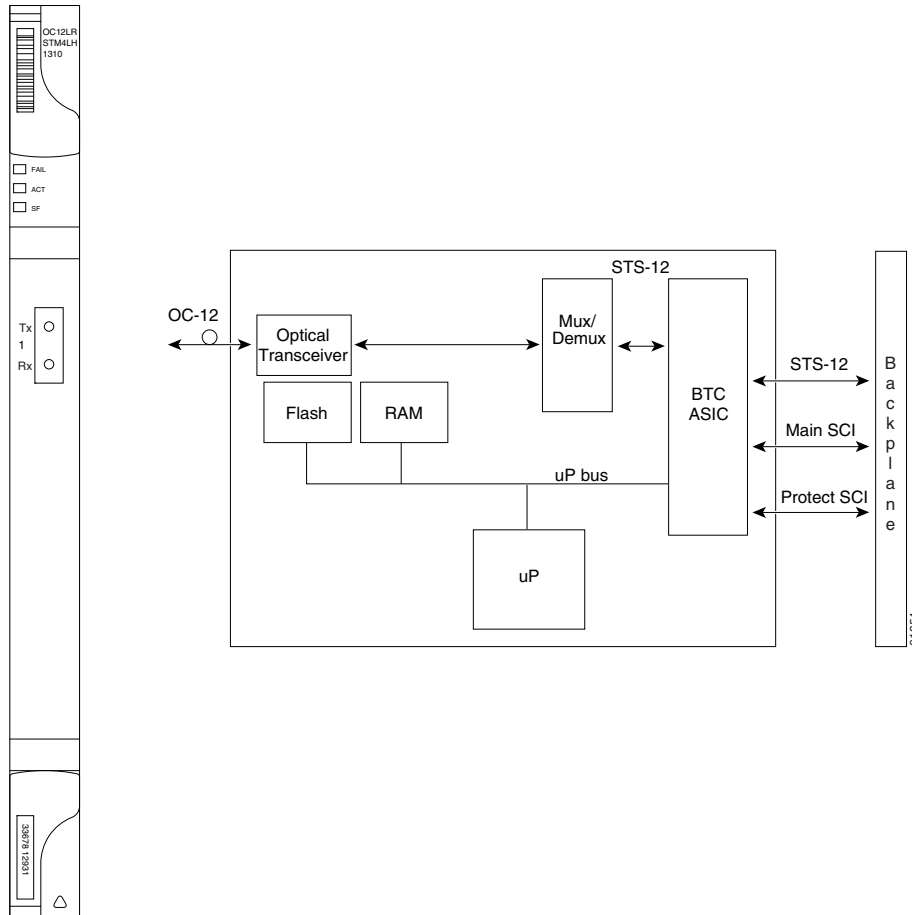 OC12LR
STM4LH
1310
FAIL
ACT
SF
Tx
1
Rx
33678 12931
OC-12
Optical
Transceiver
Flash
RAM
uP bus
uP
STS-12
Mux/
Demux
BTC
ASIC
STS-12
Main SCI
Protect SCI
Backplane